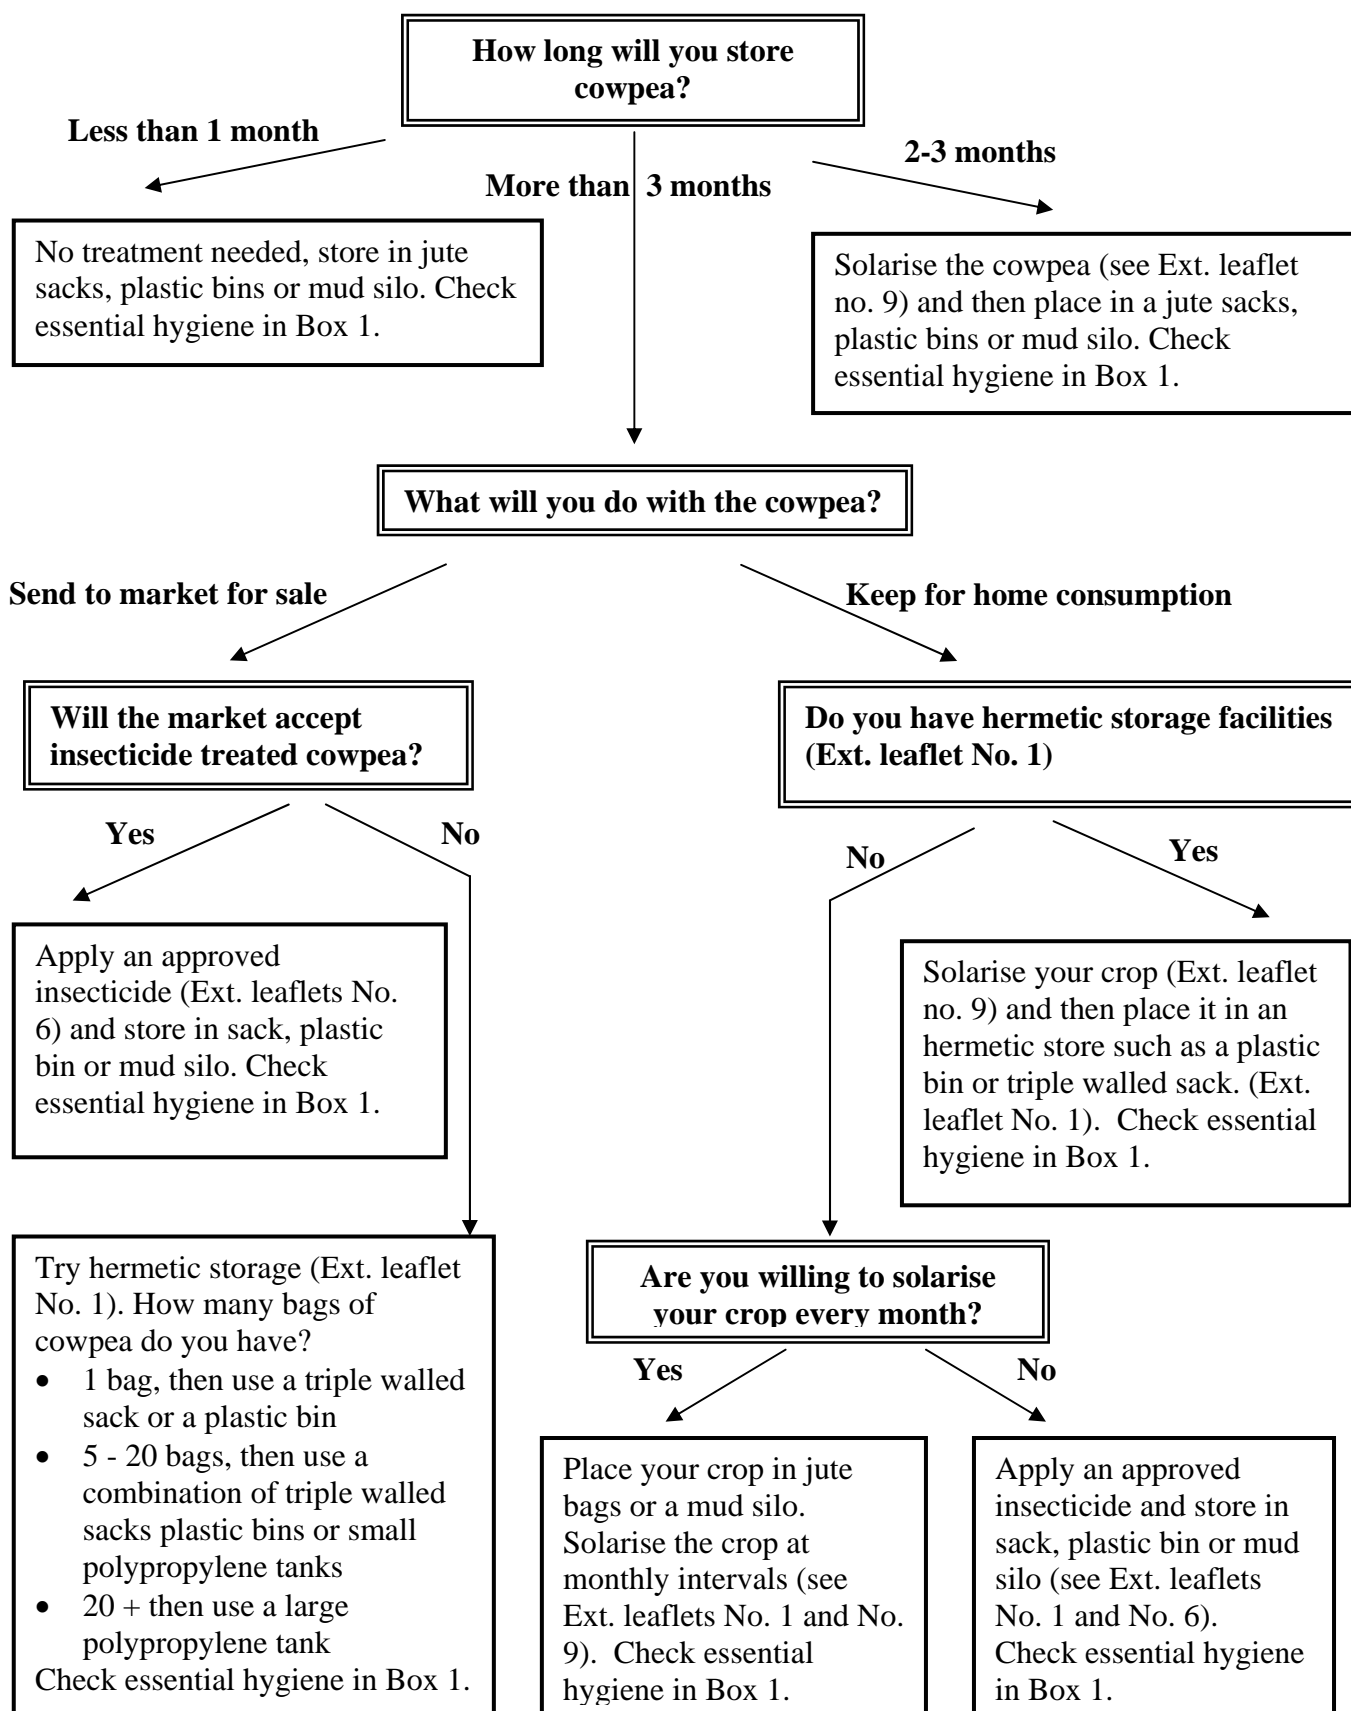 How long will you store
cowpea?
Less than 1 month
More than 3 months
2-3 months
No treatment needed, store in jute
sacks, plastic bins or mud silo. Check
essential hygiene in Box 1.
Solarise the cowpea (see Ext. leaflet
no. 9) and then place in a jute sacks,
plastic bins or mud silo. Check
essential hygiene in Box 1.
What will you do with the cowpea?
Send to market for sale
Keep for home consumption
Will the market accept
insecticide treated cowpea?
Do you have hermetic storage facilities
(Ext. leaflet No. 1)
Yes
No
No
Yes
Apply an approved
insecticide (Ext. leaflets No.
6) and store in sack, plastic
bin or mud silo. Check
essential hygiene in Box 1.
Solarise your crop (Ext. leaflet
no. 9) and then place it in an
hermetic store such as a plastic
bin or triple walled sack. (Ext.
leaflet No. 1).  Check essential
hygiene in Box 1.
Try hermetic storage (Ext. leaflet
No. 1). How many bags of
cowpea do you have?
• 1 bag, then use a triple walled
sack or a plastic bin
• 5 - 20 bags, then use a
combination of triple walled
sacks plastic bins or small
polypropylene tanks
• 20 + then use a large
polypropylene tank
Check essential hygiene in Box 1.
Are you willing to solarise
your crop every month?
Yes
No
Place your crop in jute
bags or a mud silo.
Solarise the crop at
monthly intervals (see
Ext. leaflets No. 1 and No.
9).  Check essential
hygiene in Box 1.
Apply an approved
insecticide and store in
sack, plastic bin or mud
silo (see Ext. leaflets
No. 1 and No. 6).
Check essential hygiene
in Box 1.